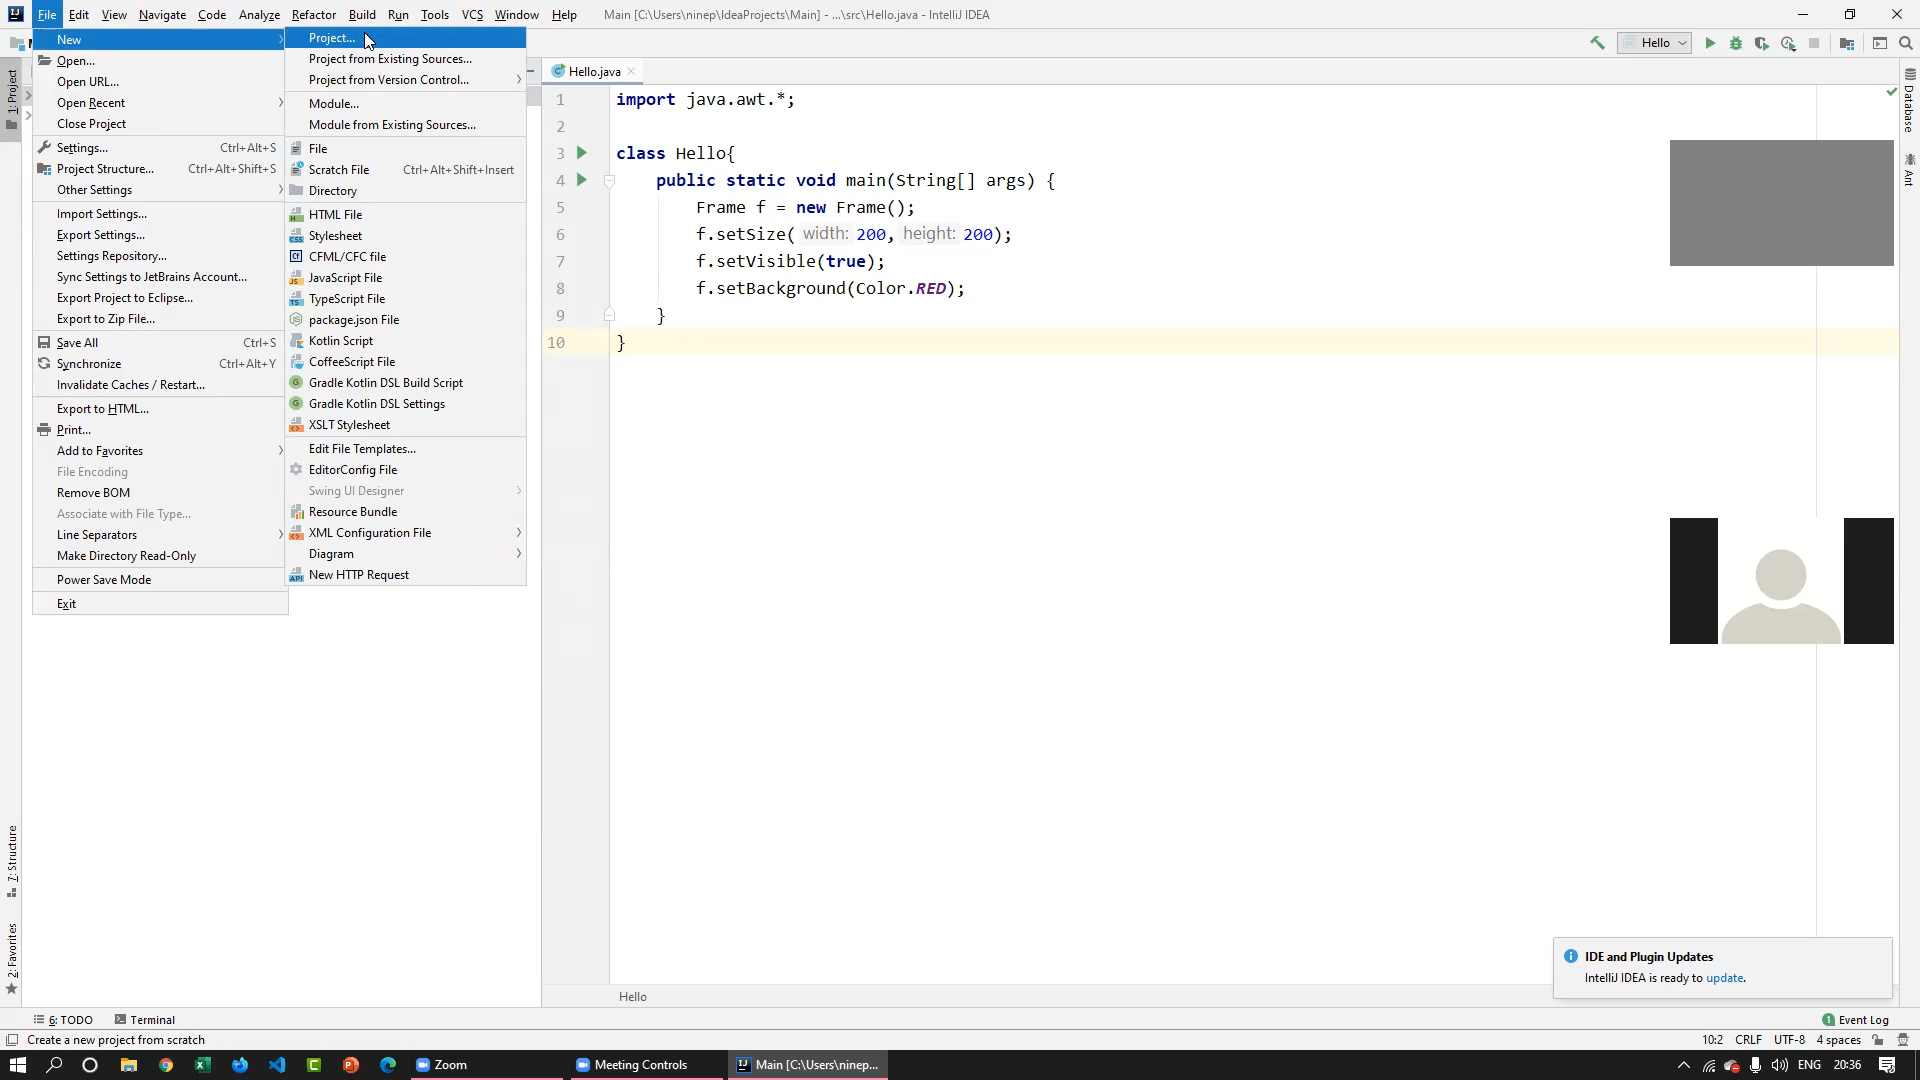 File Edit View Navigate Code Analyze Refactor Build Run Tools VCS Window Help Main [C:\Users\ninep\IdeaProjects\Main] - ...\src\Hello.java - IntelliJ IDEA
Hello
1: Project
7: Structure
2: Favorites
New
Open...
Open URL...
Open Recent
Close Project
Settings... Ctrl+Alt+S
Project Structure... Ctrl+Alt+Shift+S
Other Settings
Import Settings...
Export Settings...
Settings Repository...
Sync Settings to JetBrains Account...
Export Project to Eclipse...
Export to Zip File...
Save All Ctrl+S
Synchronize Ctrl+Alt+Y
Invalidate Caches / Restart...
Export to HTML...
Print...
Add to Favorites
File Encoding
Remove BOM
Associate with File Type...
Line Separators
Make Directory Read-Only
Power Save Mode
Exit
Project...
Project from Existing Sources...
Project from Version Control...
Module...
Module from Existing Sources...
File
Scratch File Ctrl+Alt+Shift+Insert
Directory
HTML File
Stylesheet
CFML/CFC file
JavaScript File
TypeScript File
package.json File
Kotlin Script
CoffeeScript File
Gradle Kotlin DSL Build Script
Gradle Kotlin DSL Settings
XSLT Stylesheet
Edit File Templates...
EditorConfig File
Swing UI Designer
Resource Bundle
XML Configuration File
Diagram
New HTTP Request
Hello.java
1 import java.awt.*;
2
3 class Hello{
4 public static void main(String[] args) {
5 Frame f = new Frame();
6 f.setSize( width: 200, height: 200);
7 f.setVisible(true);
8 f.setBackground(Color.RED);
9 }
10 }
Database
Ant
IDE and Plugin Updates
IntelliJ IDEA is ready to update.
Hello
6: TODO Terminal
1 Event Log
Create a new project from scratch
10:2 CRLF UTF-8 4 spaces
Zoom Meeting Controls Main [C:\Users\ninep... ENG 20:36